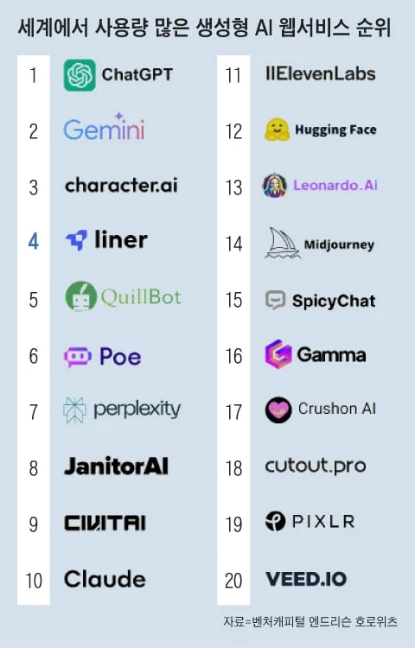 세계에서 사용량 많은 생성형 AI 웹서비스 순위
1 ChatGPT
2 Gemini
3 character.ai
4 liner
5 QuillBot
6 Poe
7 perplexity
8 JanitorAI
9 CIVITAI
10 Claude
11 IIElevenLabs
12 Hugging Face
13 Leonardo.Ai
14 Midjourney
15 SpicyChat
16 Gamma
17 Crushon AI
18 cutout.pro
19 PIXLR
20 VEED.IO
자료=벤처캐피털 엔드리슨 호로위츠